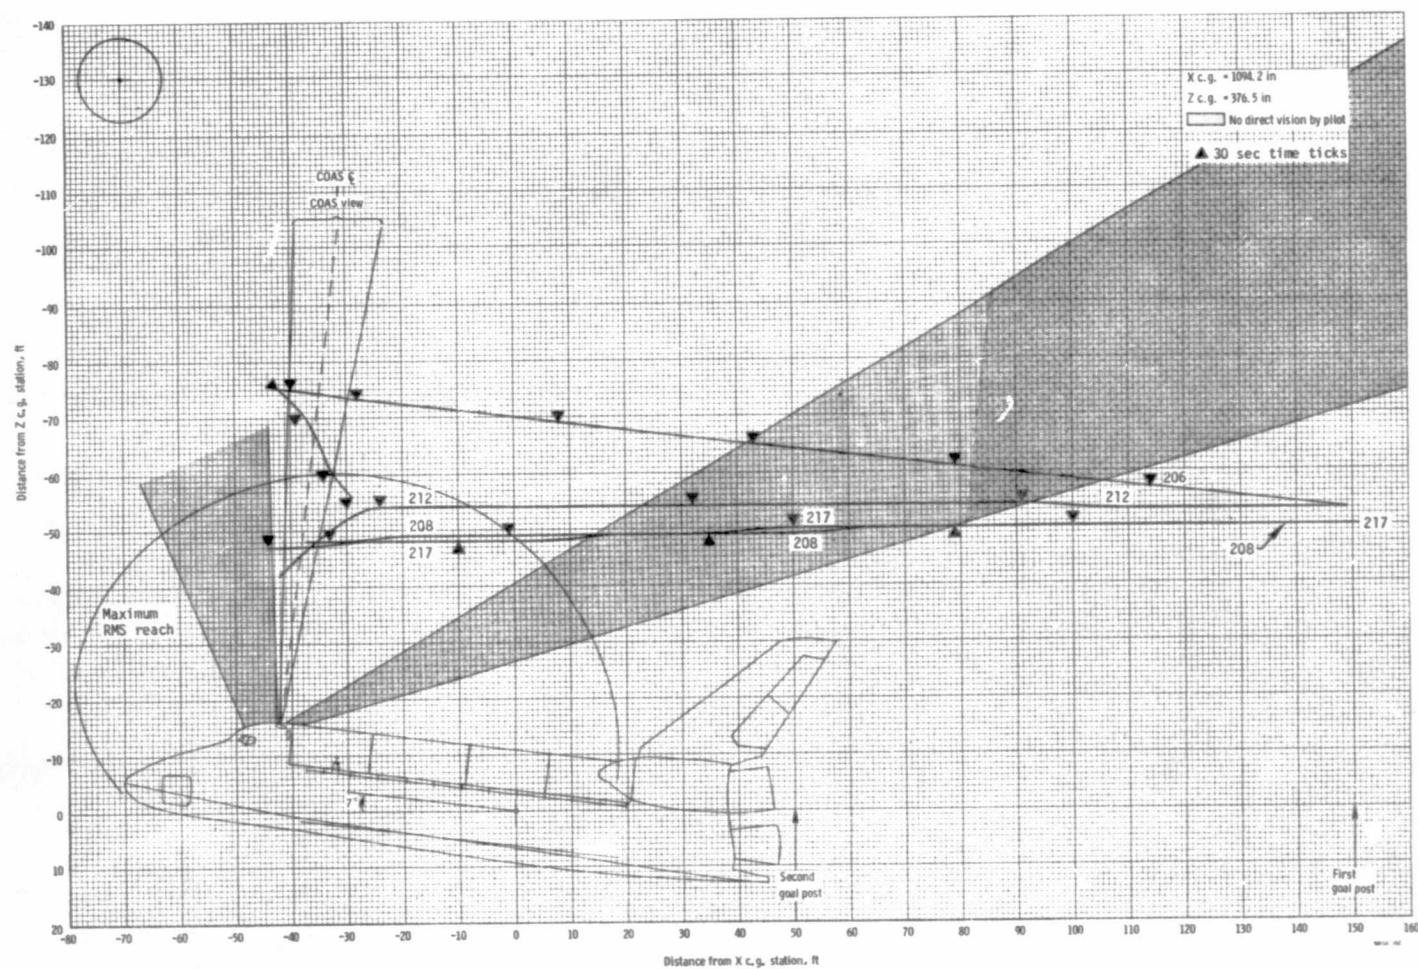 -140
-130
-120
-110
-100
-90
-80
-70
-60
-50
-40
-30
-20
-10
0
10
20
Distance from Z c.g. station, ft
X c.g. = 1094.2 in
Z c.g. = 376.5 in
No direct vision by pilot
▲ 30 sec time ticks
COAS ℄
COAS view
206
212
212
217
208
217
208
217
208
Maximum
RMS reach
7°
Second
goal post
First
goal post
-80 -70 -60 -50 -40 -30 -20 -10 0 10 20 30 40 50 60 70 80 90 100 110 120 130 140 150 160
Distance from X c.g. station, ft